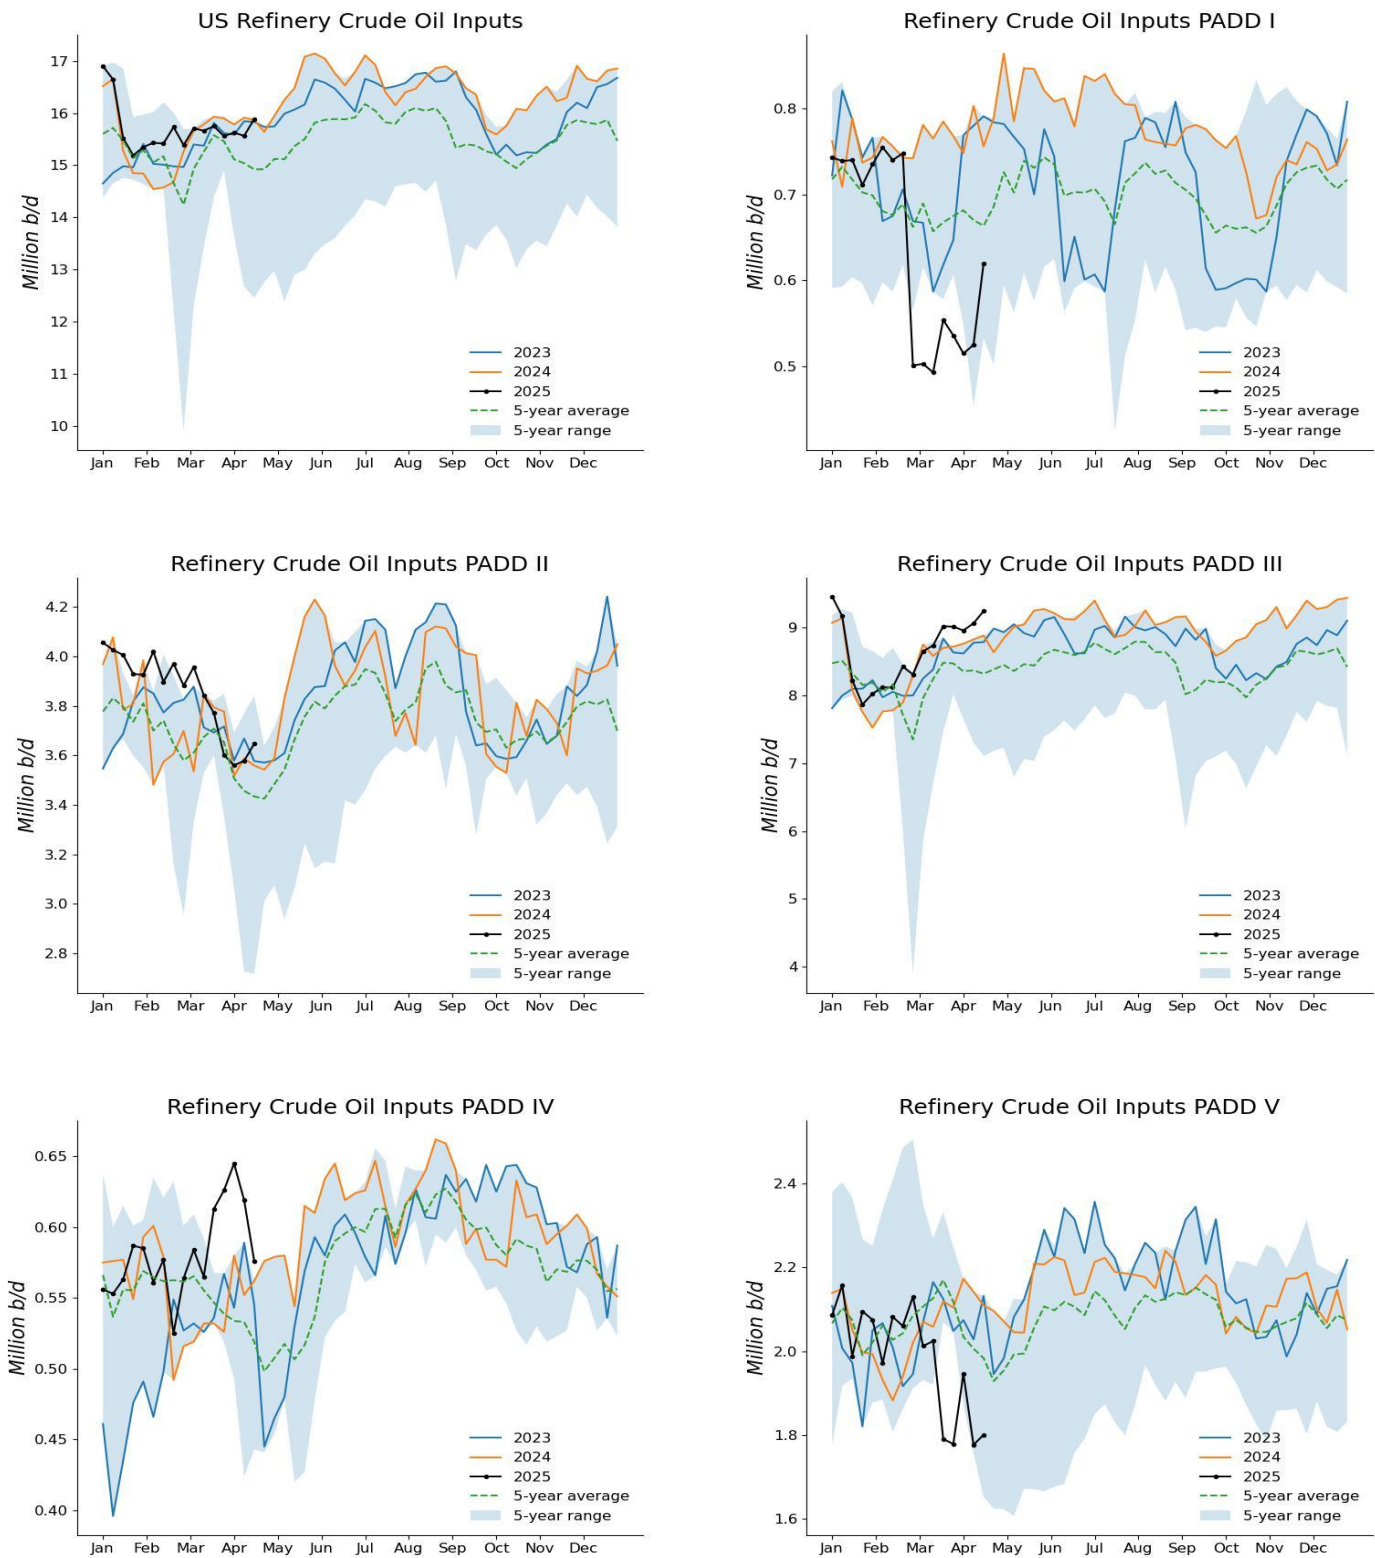 US Refinery Crude Oil Inputs
Million b/d
17
16
15
14
13
12
11
10
Jan Feb Mar Apr May Jun Jul Aug Sep Oct Nov Dec
2023
2024
2025
5-year average
5-year range
Refinery Crude Oil Inputs PADD I
Million b/d
0.8
0.7
0.6
0.5
Jan Feb Mar Apr May Jun Jul Aug Sep Oct Nov Dec
2023
2024
2025
5-year average
5-year range
Refinery Crude Oil Inputs PADD II
Million b/d
4.2
4.0
3.8
3.6
3.4
3.2
3.0
2.8
Jan Feb Mar Apr May Jun Jul Aug Sep Oct Nov Dec
2023
2024
2025
5-year average
5-year range
Refinery Crude Oil Inputs PADD III
Million b/d
9
8
7
6
5
4
Jan Feb Mar Apr May Jun Jul Aug Sep Oct Nov Dec
2023
2024
2025
5-year average
5-year range
Refinery Crude Oil Inputs PADD IV
Million b/d
0.65
0.60
0.55
0.50
0.45
0.40
Jan Feb Mar Apr May Jun Jul Aug Sep Oct Nov Dec
2023
2024
2025
5-year average
5-year range
Refinery Crude Oil Inputs PADD V
Million b/d
2.4
2.2
2.0
1.8
1.6
Jan Feb Mar Apr May Jun Jul Aug Sep Oct Nov Dec
2023
2024
2025
5-year average
5-year range